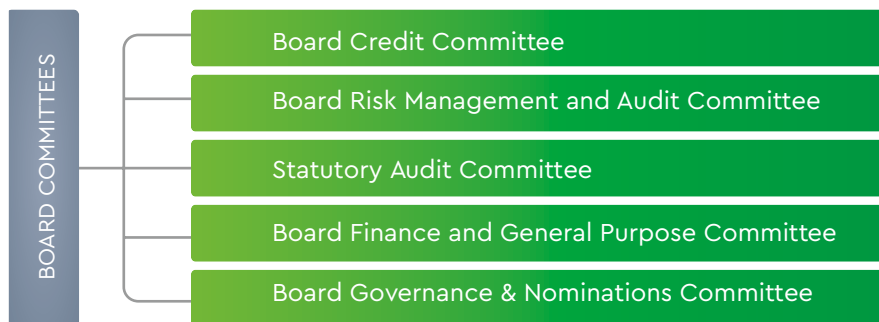 BOARD COMMITTEES
Board Credit Committee
Board Risk Management and Audit Committee
Statutory Audit Committee
Board Finance and General Purpose Committee
Board Governance & Nominations Committee